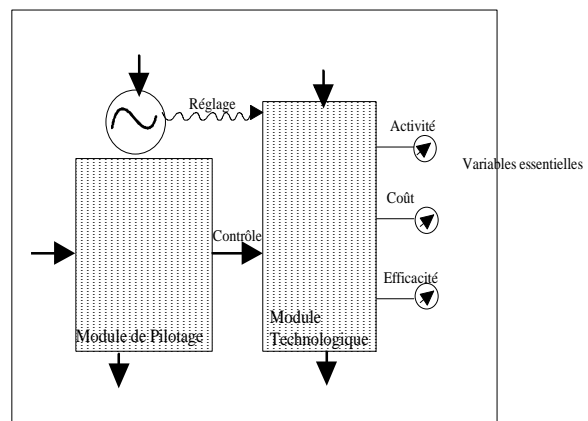 Réglage
Activité
Variables essentielles
Coût
Contrôle
Efficacité
Module de Pilotage
Module
Technologique